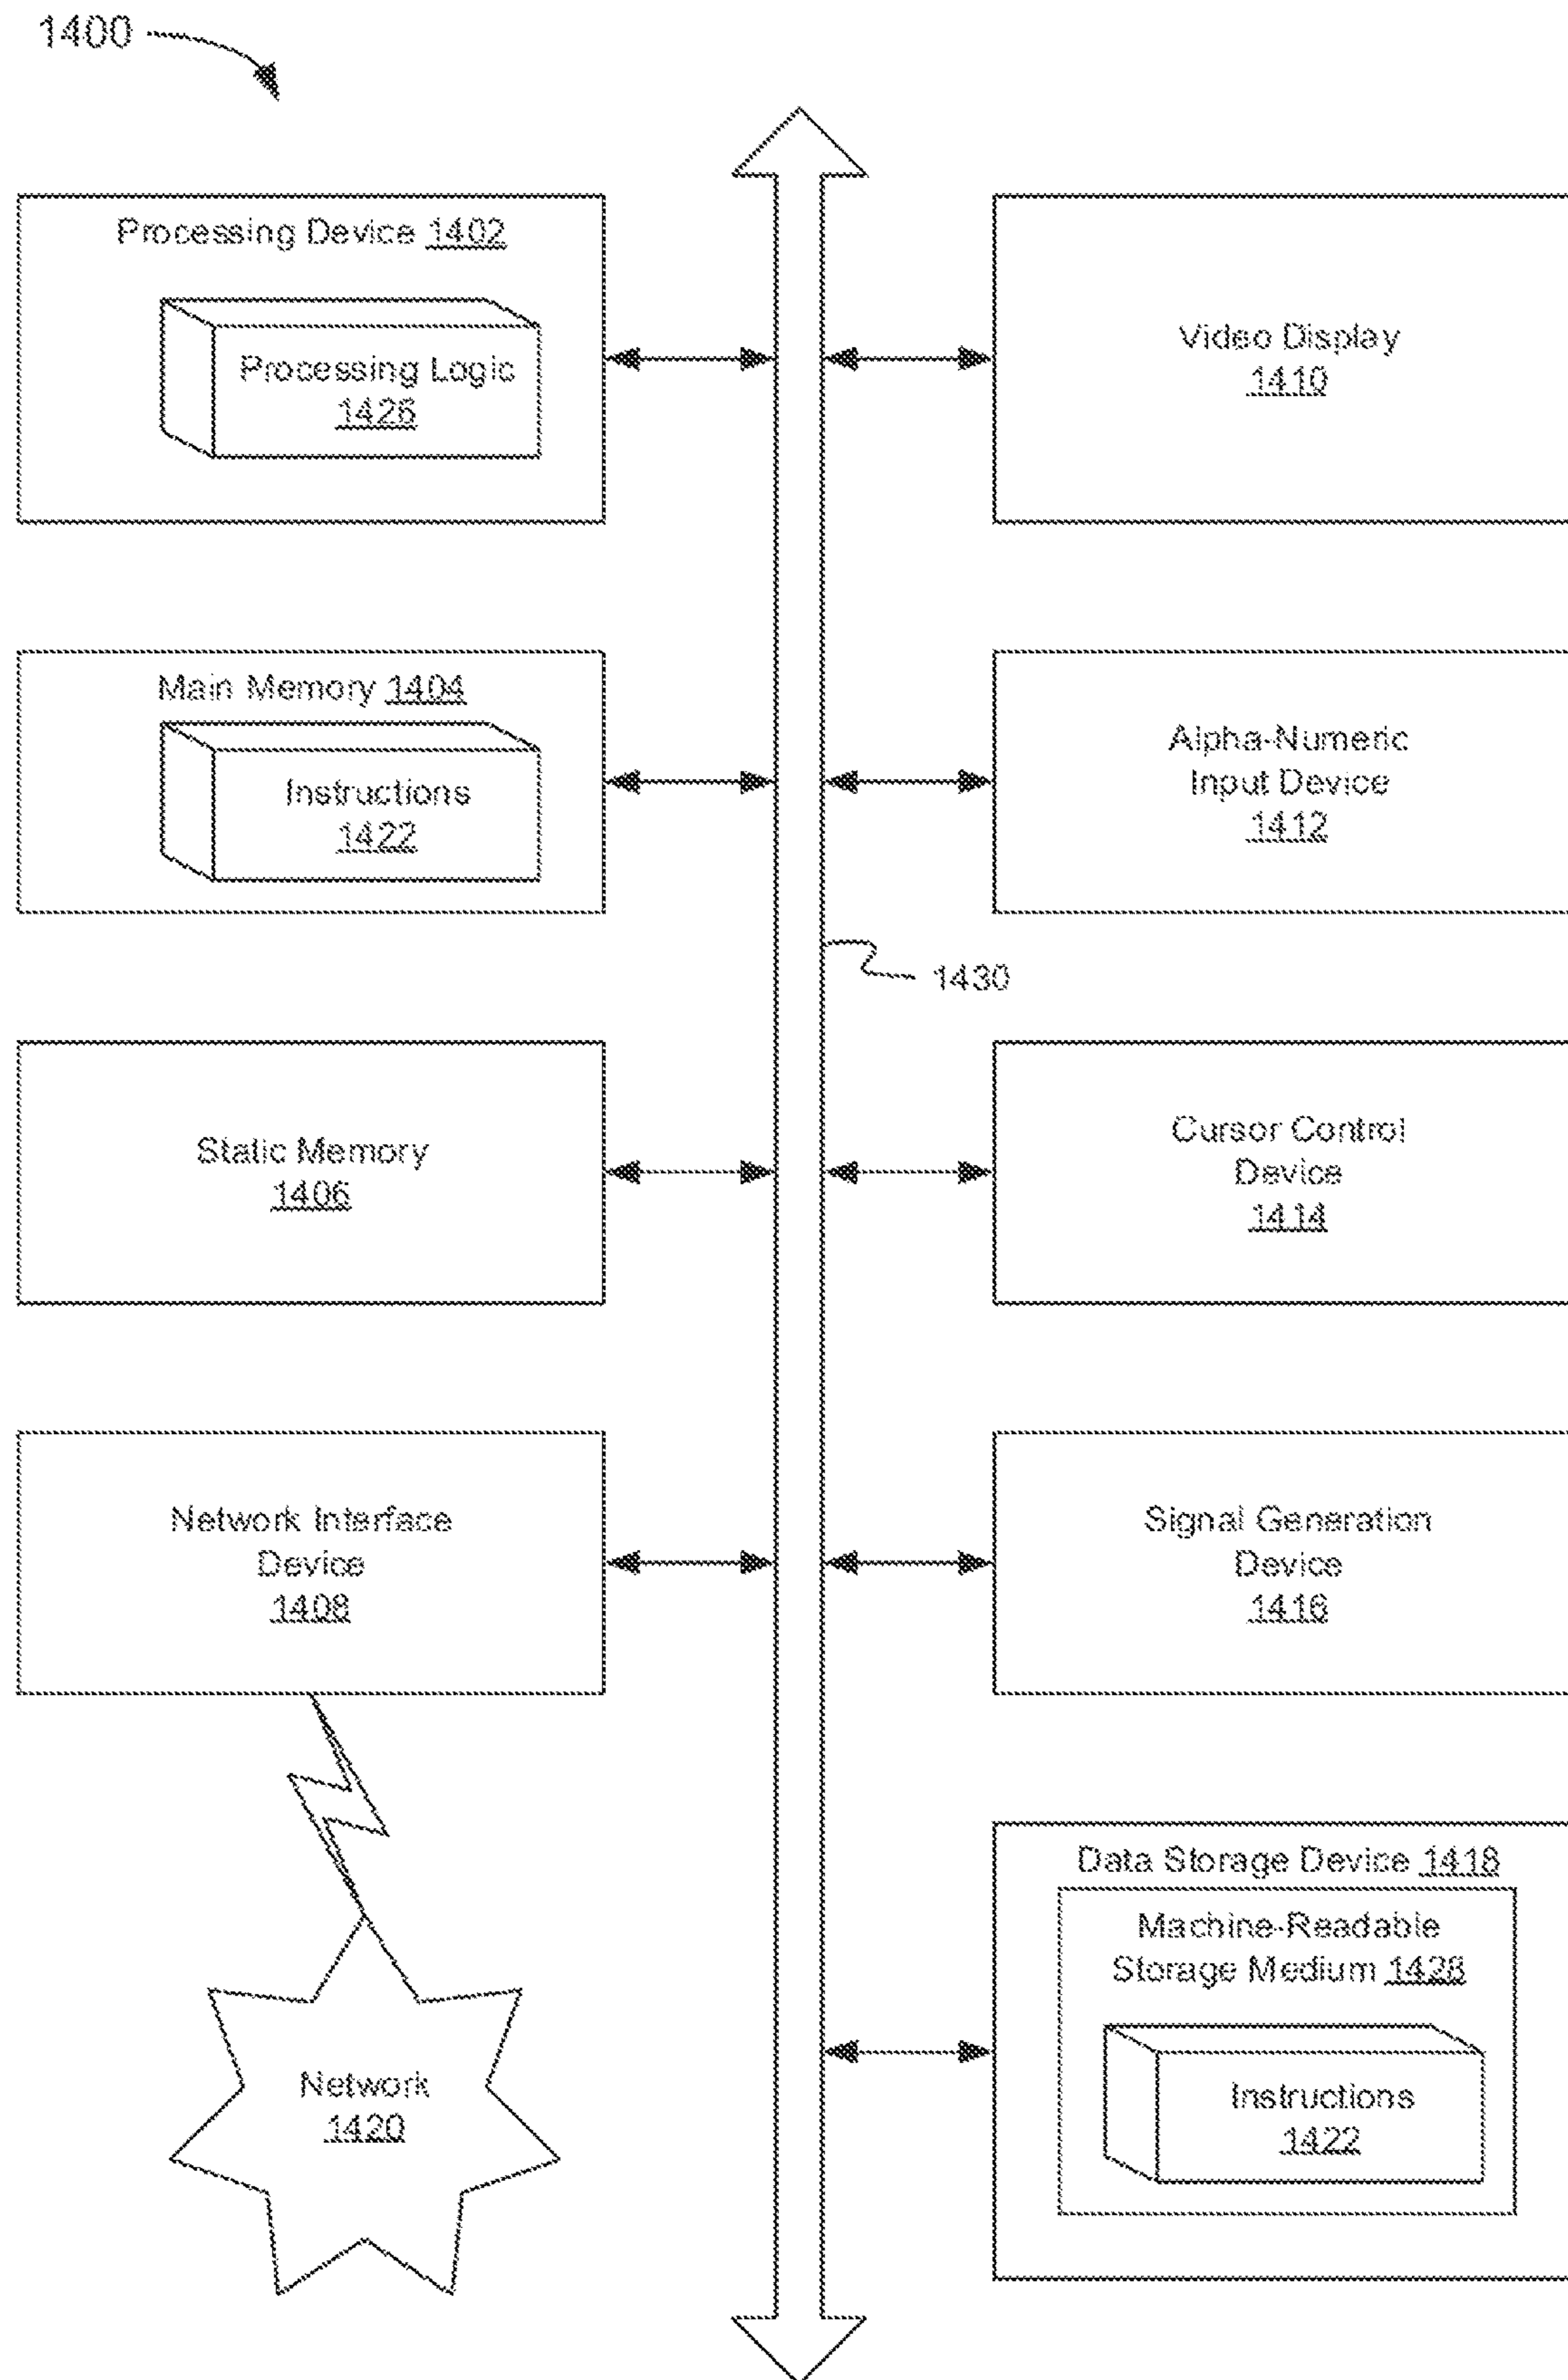 1400
Processing Device 1402
Processing Logic
1426
Video Display
1410
Main Memory 1404
Instructions
1422
Alpha-Numeric
Input Device
1412
1430
Static Memory
1406
Cursor Control
Device
1414
Network Interface
Device
1408
Signal Generation
Device
1416
Data Storage Device 1418
Machine-Readable
Storage Medium 1428
Instructions
1422
Network
1420